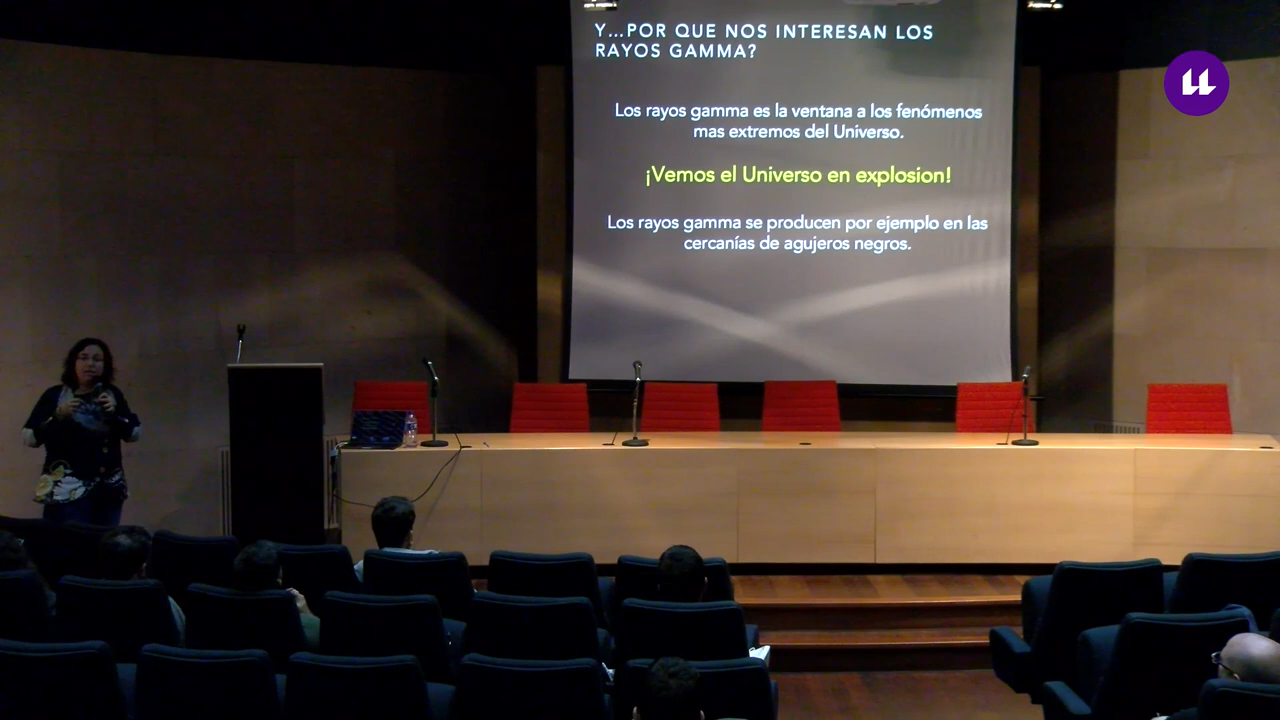 Y...POR QUE NOS INTERESAN LOS
RAYOS GAMMA?
Los rayos gamma es la ventana a los fenómenos
mas extremos del Universo.
¡Vemos el Universo en explosion!
Los rayos gamma se producen por ejemplo en las
cercanías de agujeros negros.